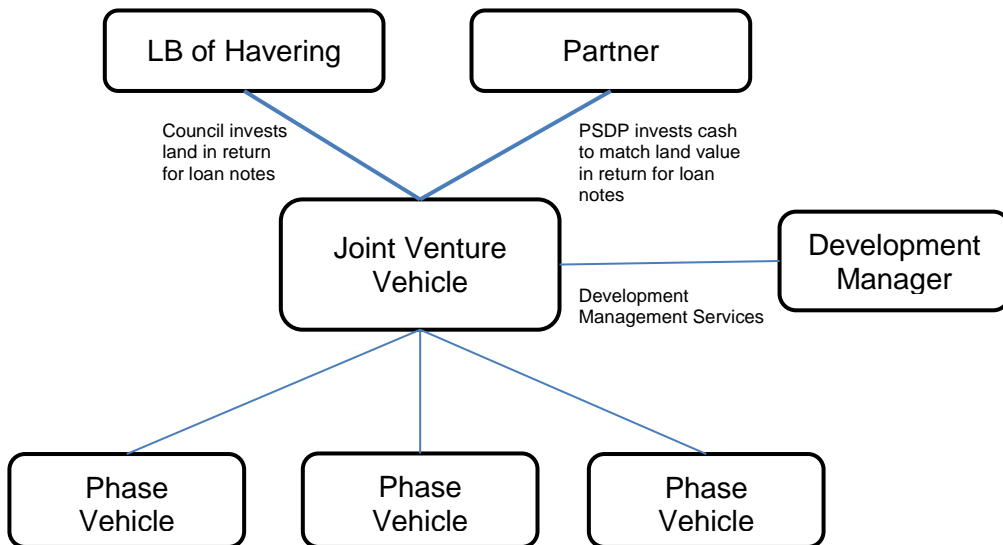 LB of Havering
Partner
Council invests
land in return
for loan notes
PSDP invests cash
to match land value
in return for loan
notes
Joint Venture
Vehicle
Development
Manager
Development
Management Services
Phase
Vehicle
Phase
Vehicle
Phase
Vehicle